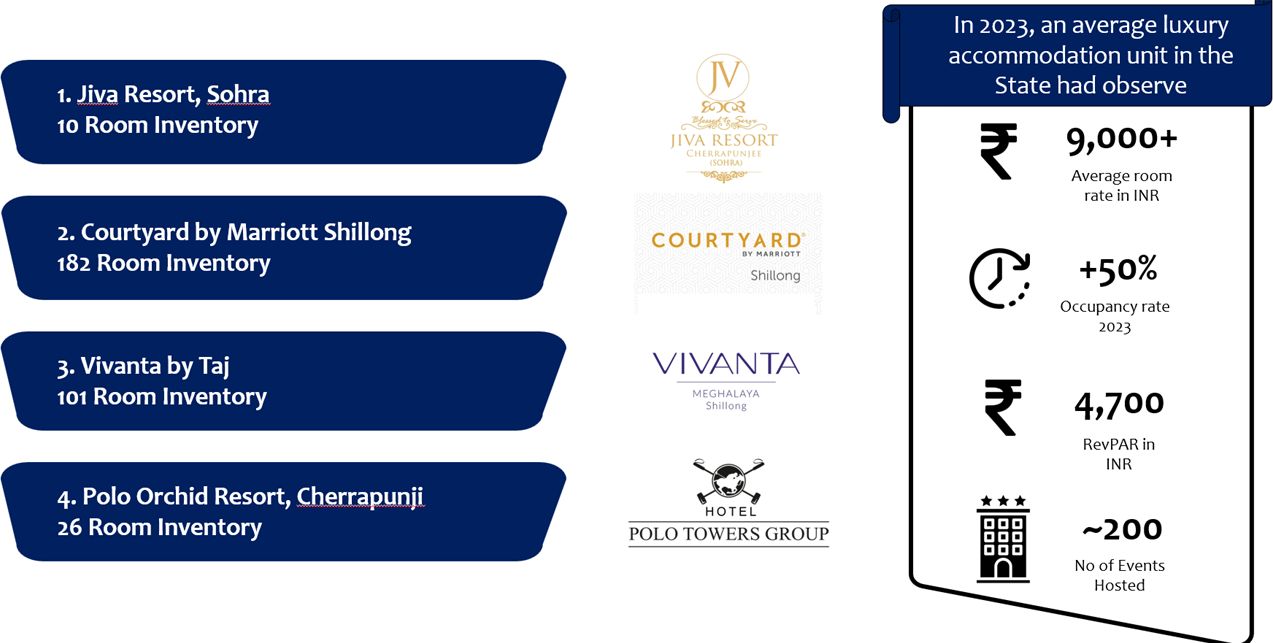 1. Jiva Resort, Sohra
10 Room Inventory
JV
Blessed to Serve
JIVA RESORT
CHERRAPUNJEE
(SOHRA)
2. Courtyard by Marriott Shillong
182 Room Inventory
COURTYARD®
BY MARRIOTT
Shillong
3. Vivanta by Taj
101 Room Inventory
VIVANTA
MEGHALAYA
Shillong
4. Polo Orchid Resort, Cherrapunji
26 Room Inventory
HOTEL
POLO TOWERS GROUP
In 2023, an average luxury
accommodation unit in the
State had observe
₹
9,000+
Average room
rate in INR
+50%
Occupancy rate
2023
₹
4,700
RevPAR in
INR
~200
No of Events
Hosted